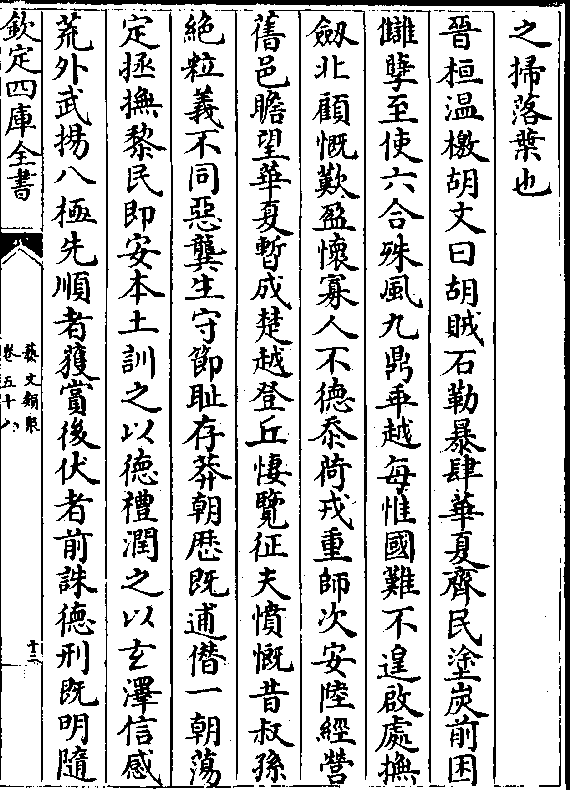 之掃落葉也
晉桓温檄胡文曰胡賊石勒暴肆華夏齊民塗炭前困
讎孽至使六合殊風九鼎乖越每惟國難不遑啟處撫
劔北顧慨歎盈懷寡人不德忝荷戎重師次安陸經營
舊邑瞻望華夏暫成楚越登丘悽覽征夫憤慨昔叔孫
絶粒義不同惡龔生守節耻存莽朝歴既逋僭一朝蕩
定拯撫黎民即安本土訓之以德禮潤之以𤣥澤信感
荒外武揚八極先順者獲賞後伏者前誅德刑既明隨
欽定四庫全書
藝文類聚
卷五十八
十三